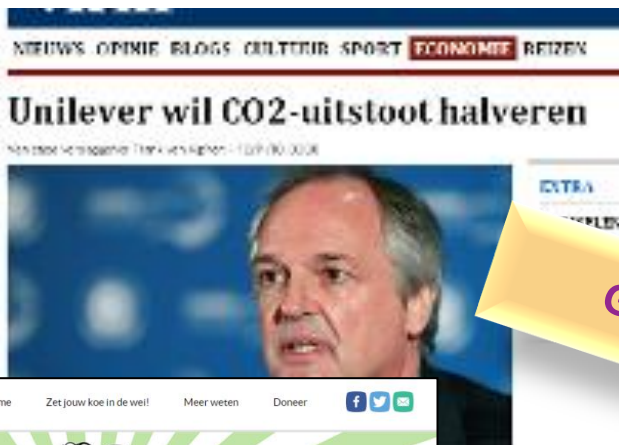 NIEUWS OPINIE BLOGS CULTUUR SPORT ECONOMIE REIZEN
Unilever wil CO2-uitstoot halveren
EXTRA
G
me Zet jouw koe in de wei! Meer weten Doneer